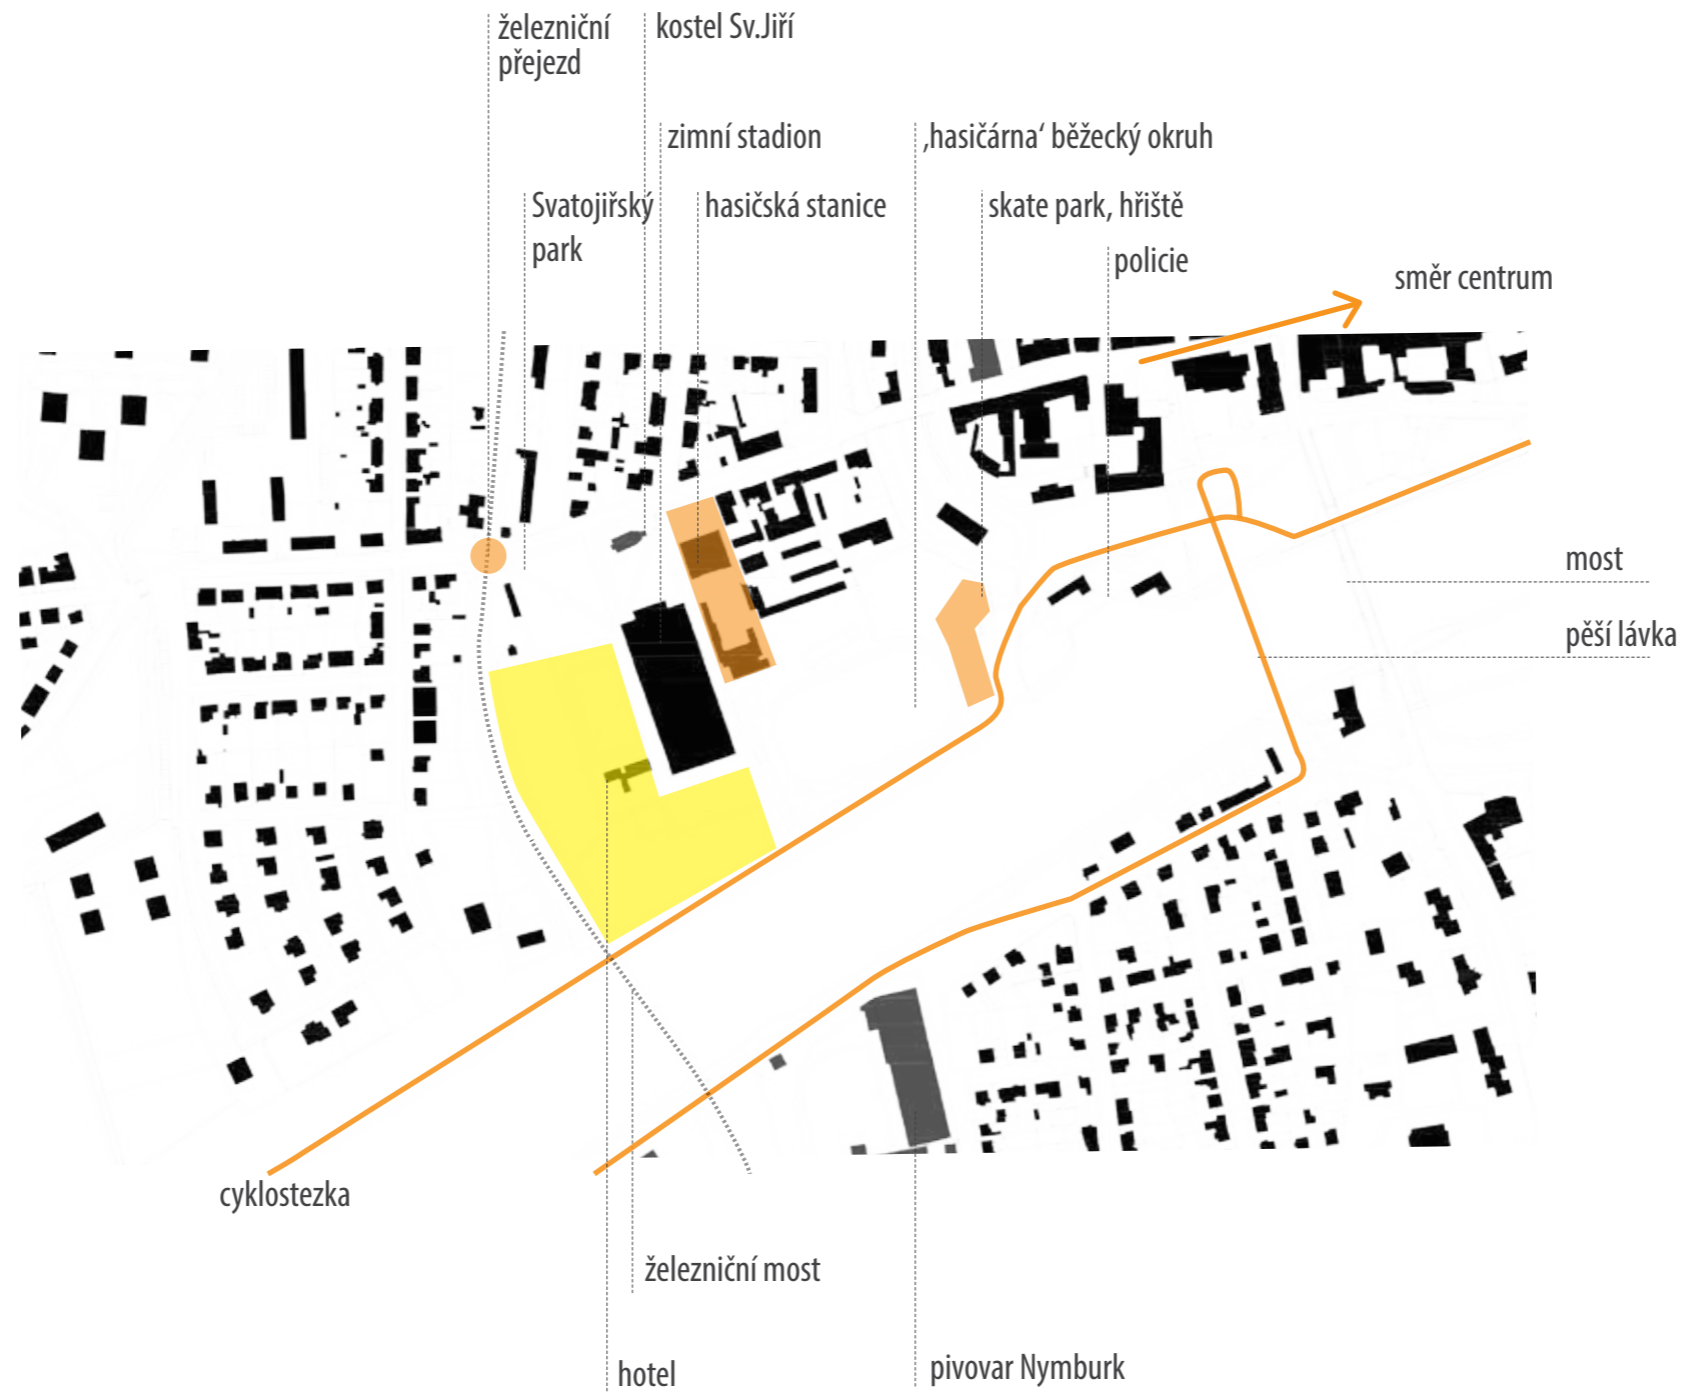 železniční
přejezd
kostel Sv.Jiří
zimní stadion
‚hasičárna‘ běžecký okruh
Svatojiřský
park
hasičská stanice
skate park, hřiště
policie
směr centrum
most
pěší lávka
cyklostezka
železniční most
hotel
pivovar Nymburk